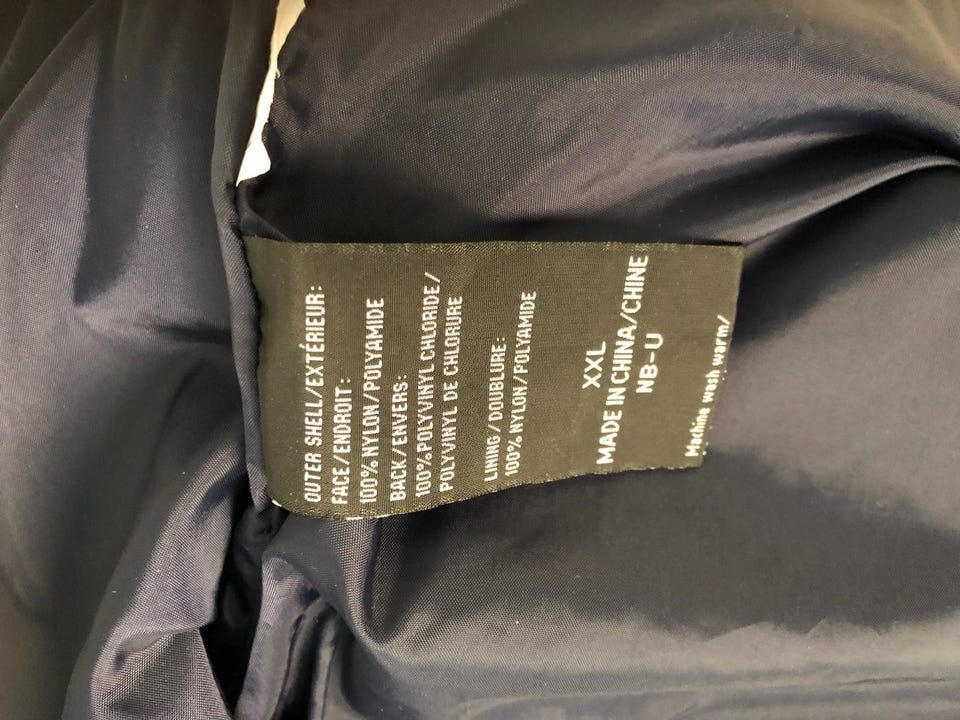 OUTER SHELL/EXTÉRIEUR:
FACE/ENDROIT:
100% NYLON/POLYAMIDE
BACK/ENVERS:
100%POLYVINYL CHLORIDE/
POLYVINYL DE CHLORURE
LINING/DOUBLURE:
100% NYLON/POLYAMIDE
XXL
MADE IN CHINA/CHINE
NB-U
Machine wash warm/